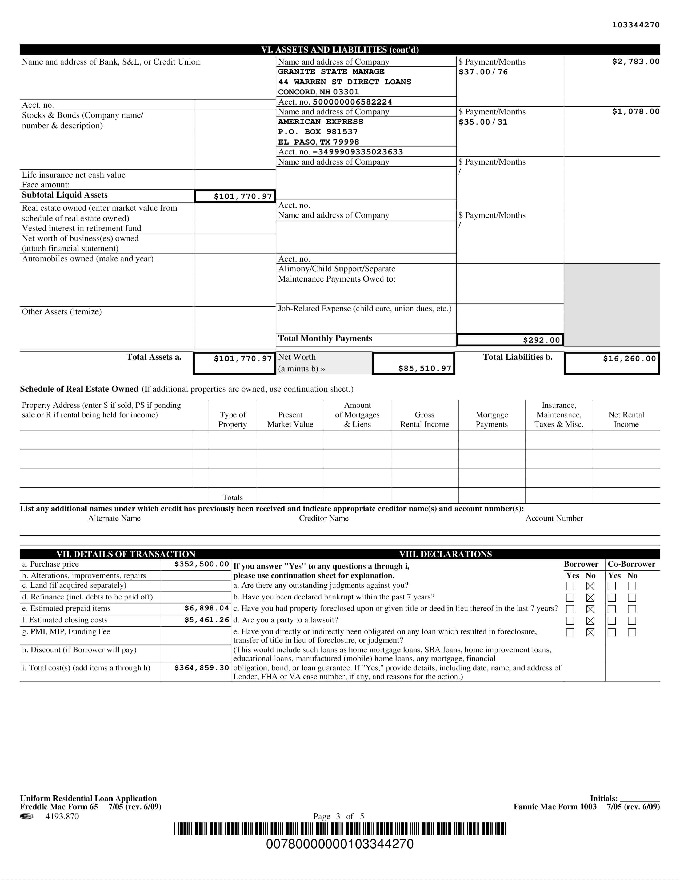 103344270
VI. ASSETS AND LIABILITIES (cont'd)
Name and address of Bank, S&L, or Credit Union
Name and address of Company
$ Payment/Months
$2,783.00
GRANITE STATE MANAGE
$37.00/76
44 WARREN ST DIRECT LOANS
CONCORD, NH 03301
Acct. no.
Acct. no. 500000006582224
Stocks & Bonds (Company name/
number & description)
Name and address of Company
$ Payment/Months
$1,078.00
AMERICAN EXPRESS
$35.00/31
P.O. BOX 981537
EL PASO, TX 79998
Acct. no. -3499909335023633
Name and address of Company
$ Payment/Months
/
Life insurance net cash value
Face amount:
Subtotal Liquid Assets
$101,770.97
Real estate owned (enter market value from
schedule of real estate owned)
Acct. no.
Name and address of Company
$ Payment/Months
/
Vested interest in retirement fund
Net worth of business(es) owned
(attach financial statement)
Automobiles owned (make and year)
Acct. no.
Alimony/Child Support/Separate
Maintenance Payments Owed to:
Other Assets (itemize)
Job-Related Expense (child care, union dues, etc.)
Total Monthly Payments
$292.00
Total Assets a.
$101,770.97
Net Worth
(a minus b) »
$85,510.97
Total Liabilities b.
$16,260.00
Schedule of Real Estate Owned (If additional properties are owned, use continuation sheet.)
Property Address (enter S if sold, PS if pending
sale or R if rental being held for income)
Type of
Property
Present
Market Value
Amount
of Mortgages
& Liens
Gross
Rental Income
Mortgage
Payments
Insurance,
Maintenance,
Taxes & Misc.
Net Rental
Income
Totals
List any additional names under which credit has previously been received and indicate appropriate creditor name(s) and account number(s):
Alternate Name
Creditor Name
Account Number
VII. DETAILS OF TRANSACTION
VIII. DECLARATIONS
a. Purchase price
$352,500.00
b. Alterations, improvements, repairs
c. Land (if acquired separately)
d. Refinance (incl. debts to be paid off)
e. Estimated prepaid items
$6,898.04
f. Estimated closing costs
$5,461.26
g. PMI, MIP, Funding Fee
h. Discount (if Borrower will pay)
i. Total cost(s) (add items a through h)
$364,859.30
If you answer "Yes" to any questions a through i,
please use continuation sheet for explanation.
Borrower
Co-Borrower
Yes No
Yes No
a. Are there any outstanding judgments against you?
b. Have you been declared bankrupt within the past 7 years?
c. Have you had property foreclosed upon or given title or deed in lieu thereof in the last 7 years?
d. Are you a party to a lawsuit?
e. Have you directly or indirectly been obligated on any loan which resulted in foreclosure,
transfer of title in lieu of foreclosure, or judgment?
(This would include such loans as home mortgage loans, SBA loans, home improvement loans,
educational loans, manufactured (mobile) home loans, any mortgage, financial
obligation, bond, or loan guarantee. If "Yes," provide details, including date, name, and address of
Lender, FHA or VA case number, if any, and reasons for the action.)
Uniform Residential Loan Application
Freddie Mac Form 65 7/05 (rev. 6/09)
4193.870
Page 3 of 5
Initials:
Fannie Mae Form 1003 7/05 (rev. 6/09)
00780000000103344270